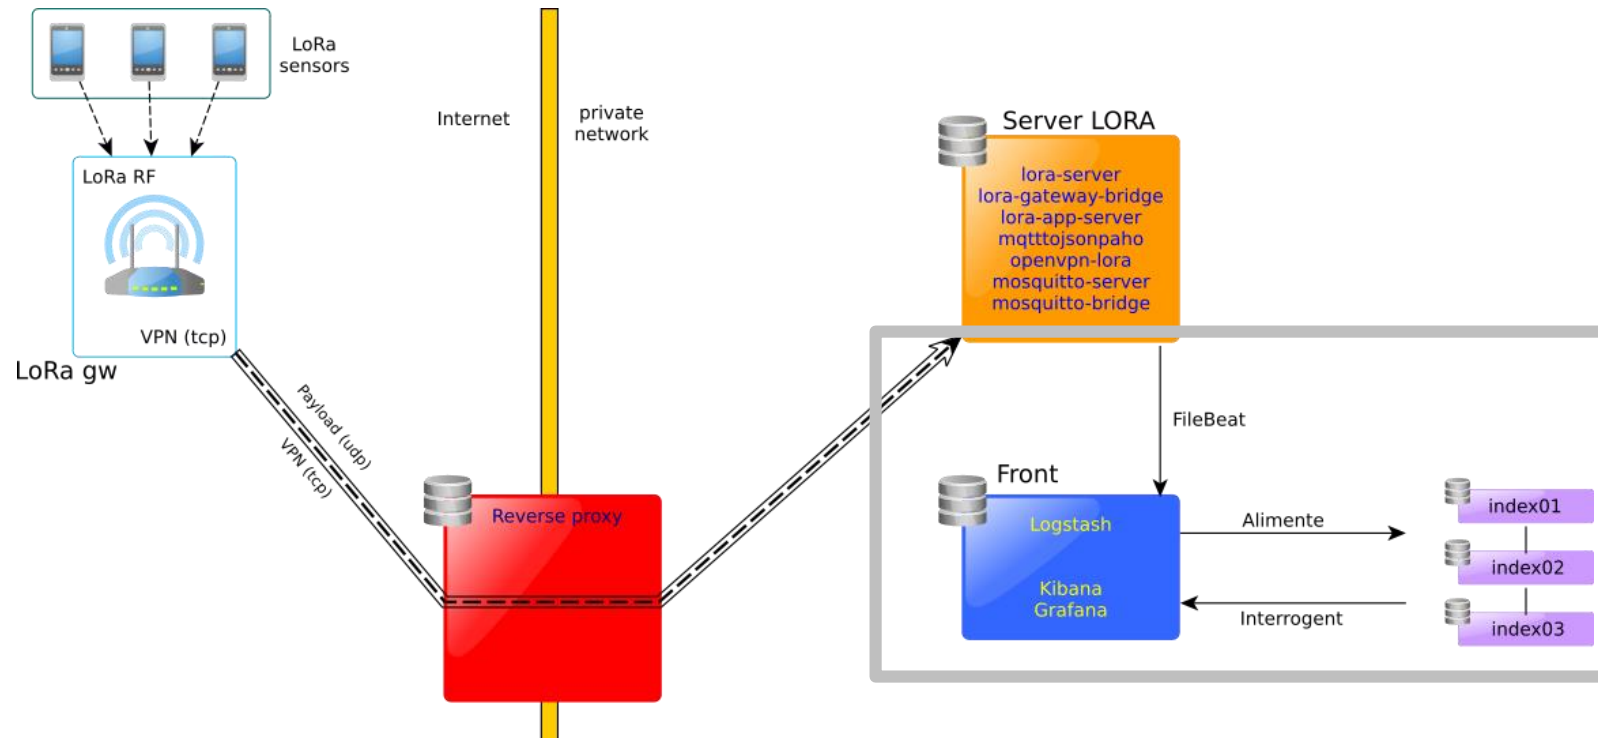 LoRa
sensors
LoRa RF
VPN (tcp)
LoRa gw
Payload (udp)
VPN (tcp)
Internet
private
network
Reverse proxy
Server LORA
lora-server
lora-gateway-bridge
lora-app-server
mqtttojsonpaho
openvpn-lora
mosquitto-server
mosquitto-bridge
FileBeat
Front
Logstash
Kibana
Grafana
Alimente
Interrogent
index01
index02
index03